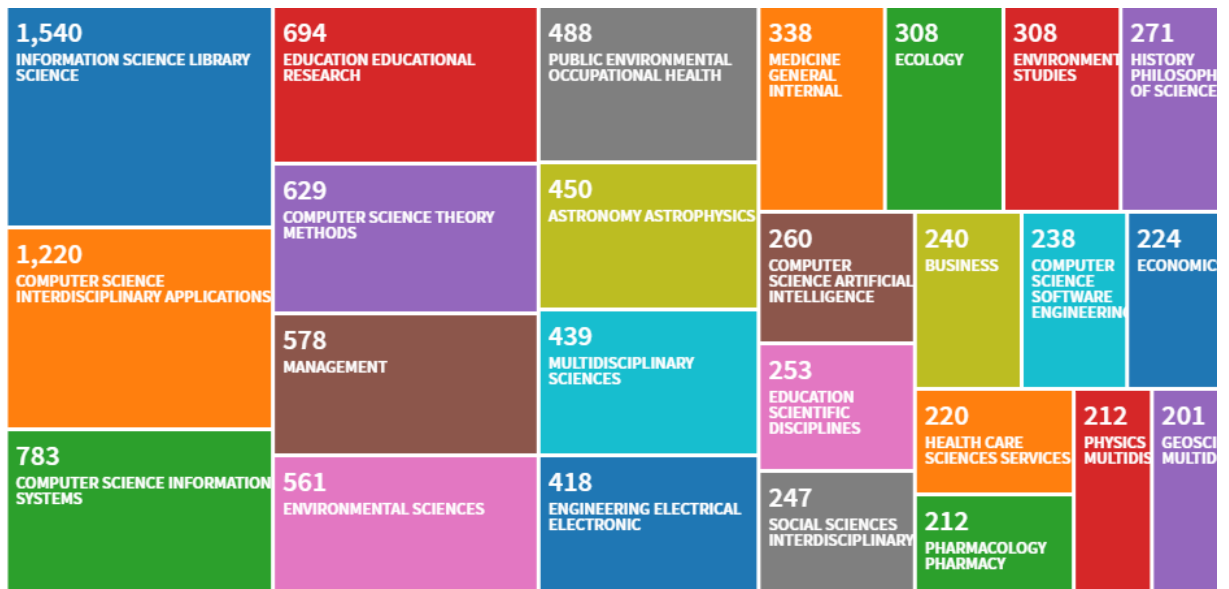 1,540
INFORMATION SCIENCE LIBRARY
SCIENCE
1,220
COMPUTER SCIENCE
INTERDISCIPLINARY APPLICATIONS
783
COMPUTER SCIENCE INFORMATION
SYSTEMS
694
EDUCATION EDUCATIONAL
RESEARCH
629
COMPUTER SCIENCE THEORY
METHODS
578
MANAGEMENT
561
ENVIRONMENTAL SCIENCES
488
PUBLIC ENVIRONMENTAL
OCCUPATIONAL HEALTH
450
ASTRONOMY ASTROPHYSICS
439
MULTIDISCIPLINARY
SCIENCES
418
ENGINEERING ELECTRICAL
ELECTRONIC
338
MEDICINE
GENERAL
INTERNAL
308
ECOLOGY
308
ENVIRONMENT
STUDIES
271
HISTORY
PHILOSOPH
OF SCIENCE
260
COMPUTER
SCIENCE ARTIFICIAL
INTELLIGENCE
253
EDUCATION
SCIENTIFIC
DISCIPLINES
247
SOCIAL SCIENCES
INTERDISCIPLINARY
240
BUSINESS
238
COMPUTER
SCIENCE
SOFTWARE
ENGINEERIN
224
ECONOMIC
220
HEALTH CARE
SCIENCES SERVICES
212
PHARMACOLOGY
PHARMACY
212
PHYSICS
MULTIDIS
201
GEOSCI
MULTID